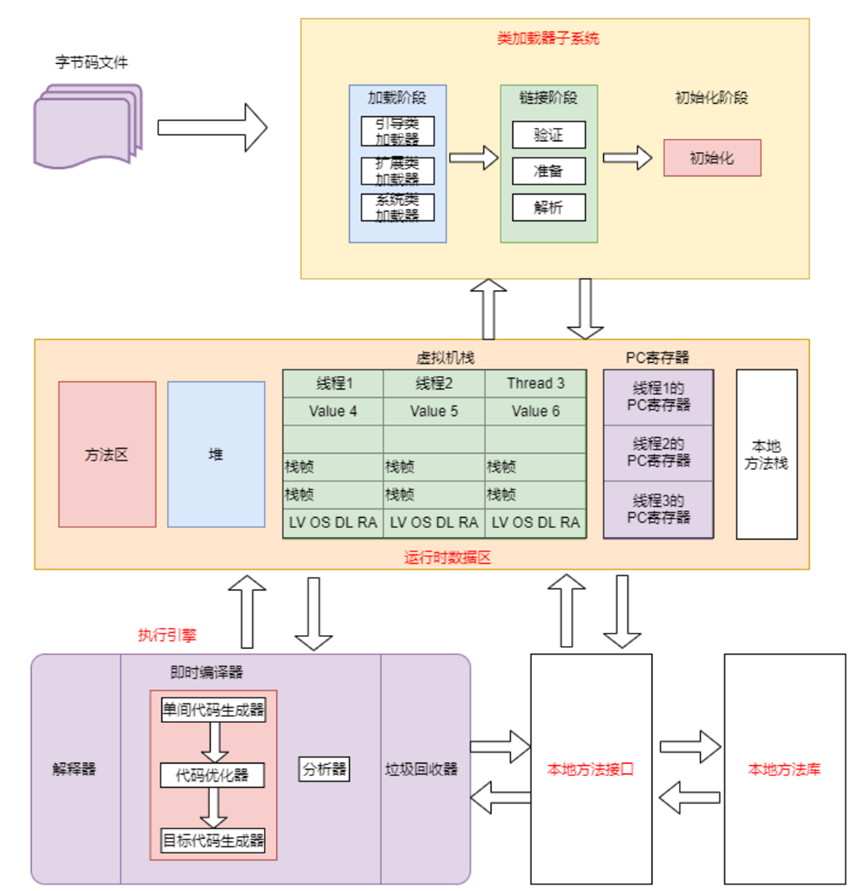 类加载器子系统
字节码文件
加载阶段
链接阶段
初始化阶段
引导类
加载器
扩展类
加载器
系统类
加载器
验证
准备
解析
初始化
虚拟机栈
PC寄存器
方法区
堆
线程1
线程2
Thread 3
Value 4
Value 5
Value 6
栈帧
栈帧
栈帧
栈帧
栈帧
栈帧
LV OS DL RA
LV OS DL RA
LV OS DL RA
线程1的
PC寄存器
线程2的
PC寄存器
线程3的
PC寄存器
本地
方法栈
运行时数据区
执行引擎
即时编译器
解释器
单间代码生成器
代码优化器
目标代码生成器
分析器
垃圾回收器
本地方法接口
本地方法库